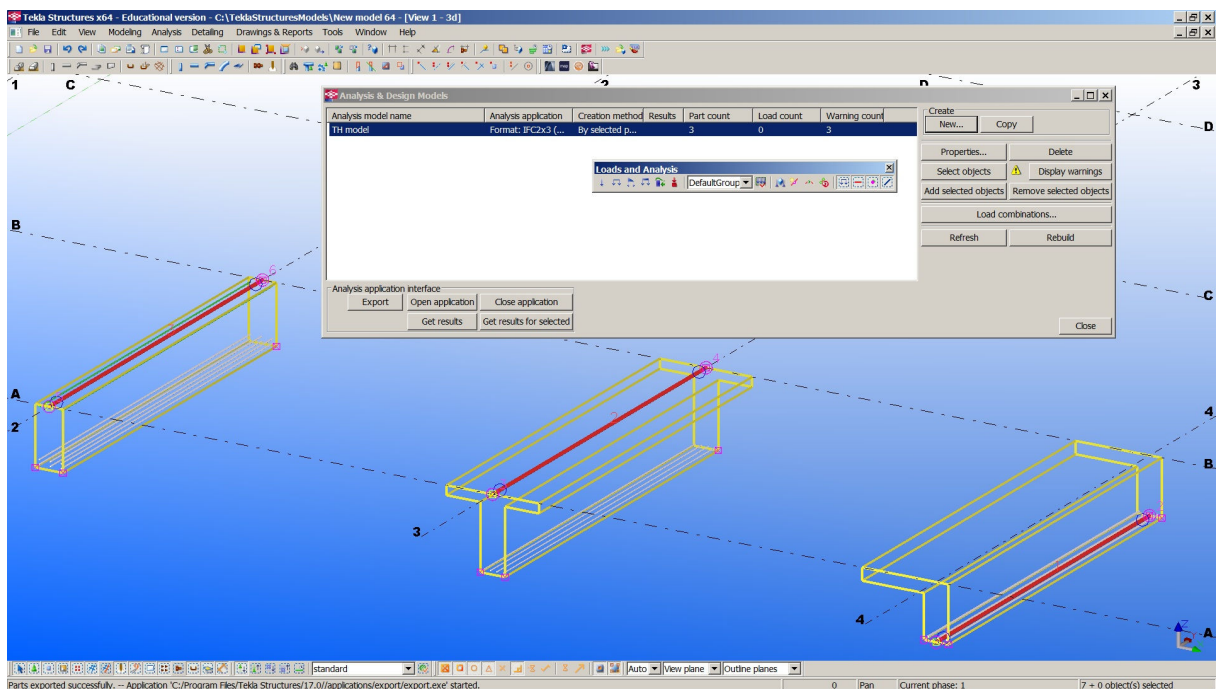 Tekla Structures x64 - Educational version - C:\TeklaStructuresModels\New model 64 - [View 1 - 3d]
File Edit View Modeling Analysis Detailing Drawings & Reports Tools Window Help
1 C 2 D 3
Analysis & Design Models
Analysis model name Analysis application Creation method Results Part count Load count Warning count
TH model Format: IFC2x3 (... By selected p... 3 0 3
Create
New... Copy
D
Properties... Delete
Loads and Analysis
Select objects Display warnings
DefaultGroup
Add selected objects Remove selected objects
Load combinations...
B
Refresh Rebuild
Analysis application interface
C
Export Open application Close application
Get results Get results for selected
Close
A
2
4
B
3
4
A
Z
standard Auto View plane Outline planes
Parts exported successfully. -- Application 'C:/Program Files/Tekla Structures/17.0//applications/export/export.exe' started. 0 Pan Current phase: 1 7 + 0 object(s) selected